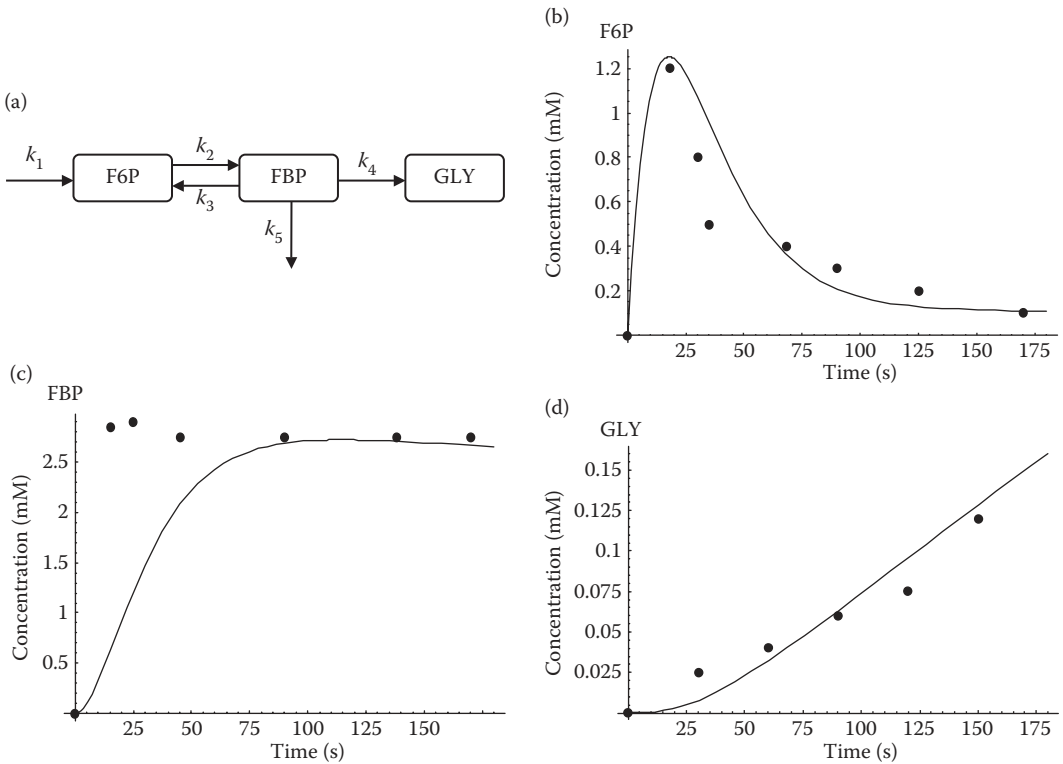 (a)
k1
F6P
k2
k3
FBP
k4
GLY
k5
(b)
F6P
Concentration (mM)
1.2
1
0.8
0.6
0.4
0.2
25 50 75 100 125 150 175
Time (s)
(c)
FBP
Concentration (mM)
2.5
2
1.5
1
0.5
25 50 75 100 125 150
Time (s)
(d)
GLY
Concentration (mM)
0.15
0.125
0.1
0.075
0.05
0.025
25 50 75 100 125 150 175
Time (s)